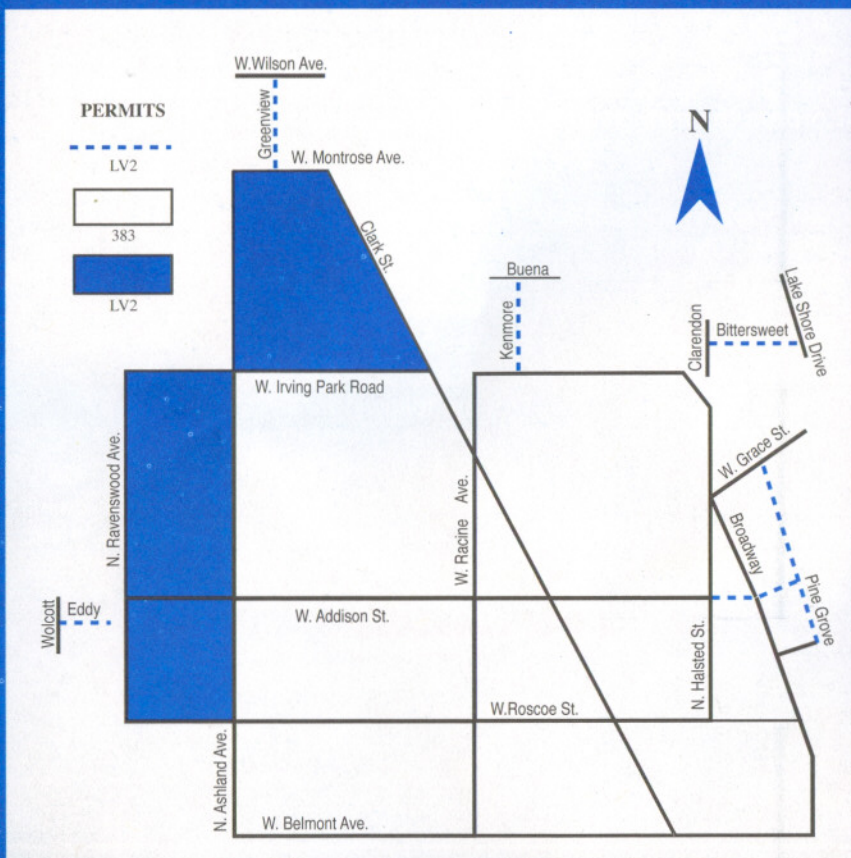 W.Wilson Ave.
PERMITS
LV2
383
LV2
Greenview
W. Montrose Ave.
N
Clark St.
Buena
Kenmore
Clarendon
Bittersweet
Lake Shore Drive
W. Irving Park Road
N. Ravenswood Ave.
W. Racine Ave.
W. Grace St.
Broadway
Pine Grove
Wolcott
Eddy
W. Addison St.
N. Halsted St.
W.Roscoe St.
N. Ashland Ave.
W. Belmont Ave.